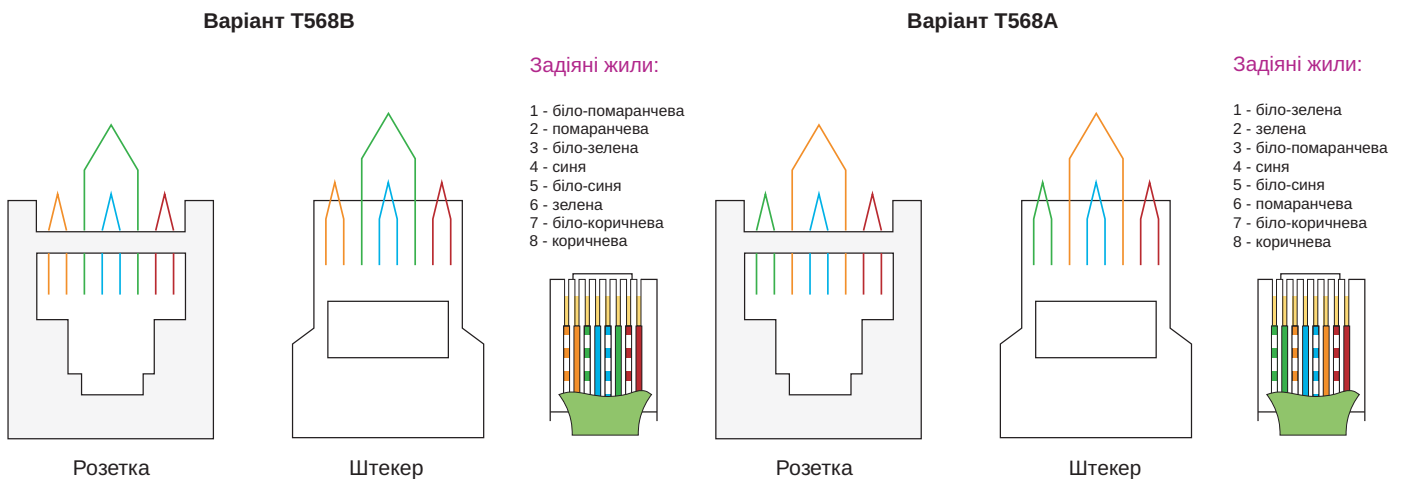 Варіант T568B
Задіяні жили:
1 - біло-помаранчева
2 - помаранчева
3 - біло-зелена
4 - синя
5 - біло-синя
6 - зелена
7 - біло-коричнева
8 - коричнева
Розетка
Штекер
Варіант T568A
Задіяні жили:
1 - біло-зелена
2 - зелена
3 - біло-помаранчева
4 - синя
5 - біло-синя
6 - помаранчева
7 - біло-коричнева
8 - коричнева
Розетка
Штекер